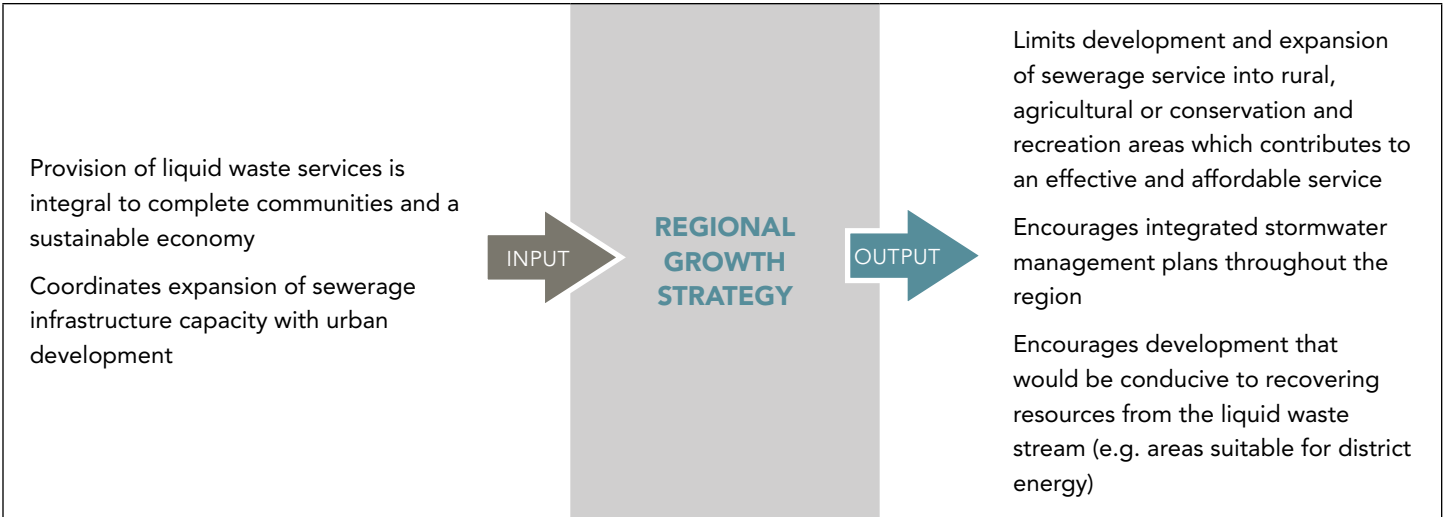 Provision of liquid waste services is
integral to complete communities and a
sustainable economy
Coordinates expansion of sewerage
infrastructure capacity with urban
development
INPUT
REGIONAL
GROWTH
STRATEGY
OUTPUT
Limits development and expansion
of sewerage service into rural,
agricultural or conservation and
recreation areas which contributes to
an effective and affordable service
Encourages integrated stormwater
management plans throughout the
region
Encourages development that
would be conducive to recovering
resources from the liquid waste
stream (e.g. areas suitable for district
energy)